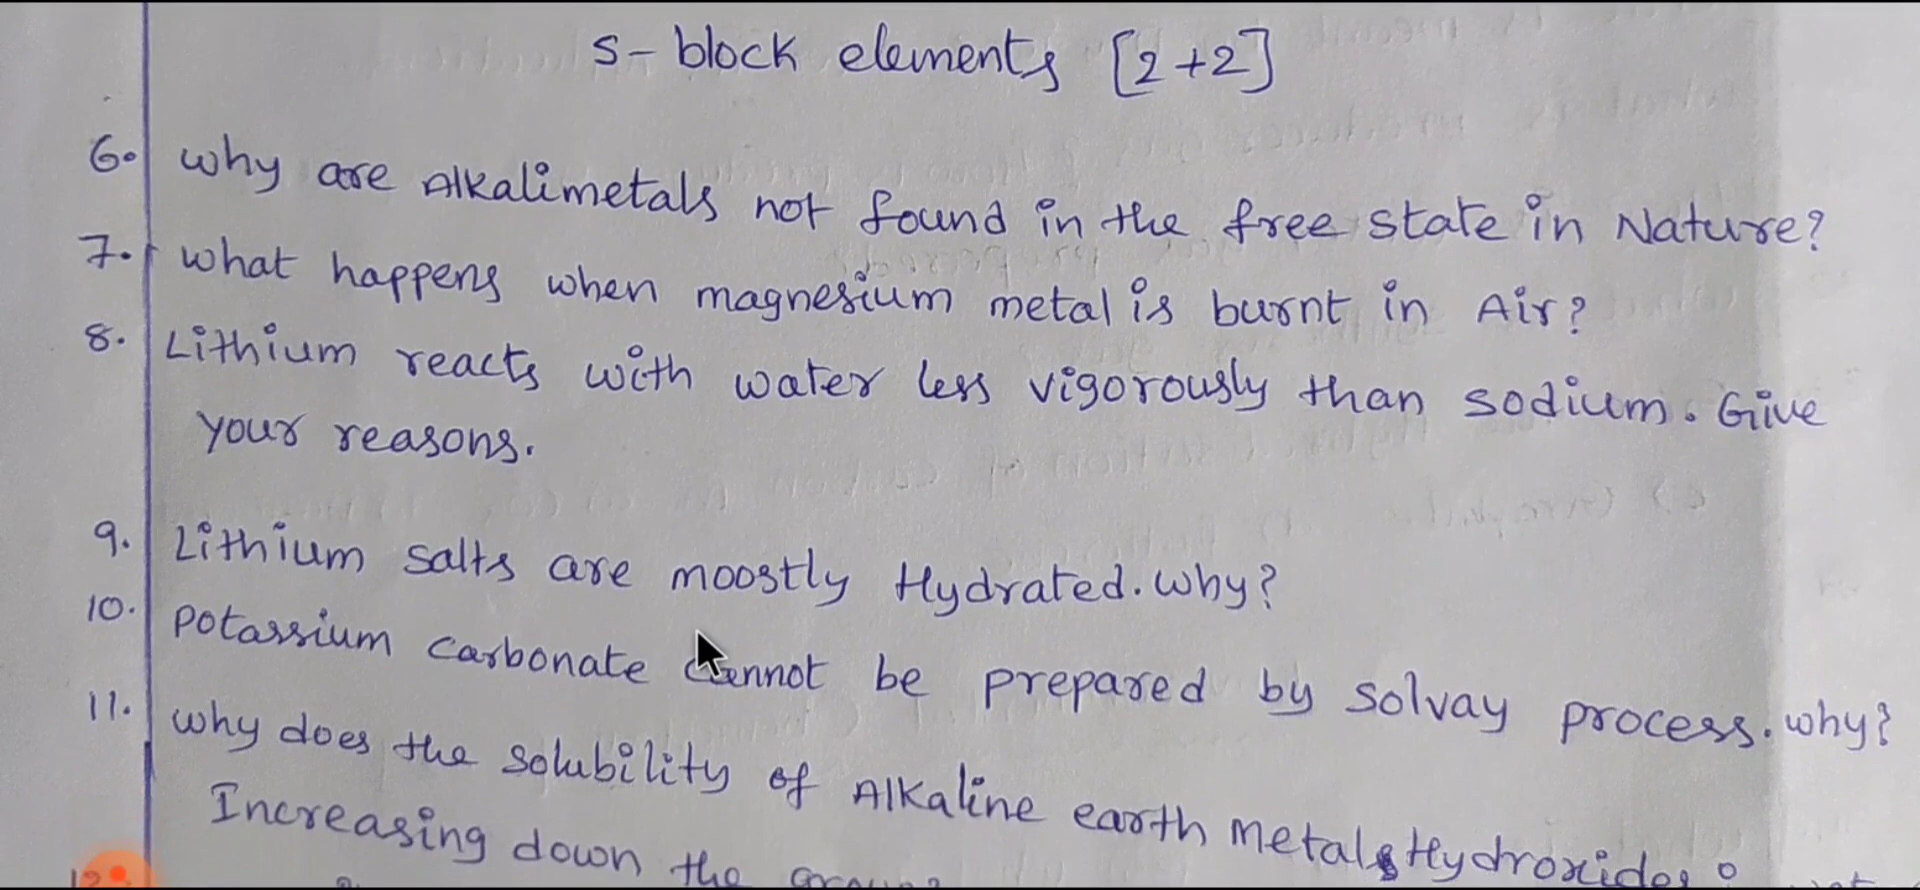 s-block elements [2+2]
6. why are Alkalimetals not found in the free state in Nature?
7. what happens when magnesium metal is burnt in Air?
8. Lithium reacts with water less vigorously than sodium. Give
your reasons.
9. Lithium salts are moostly Hydrated. why?
10. potassium carbonate cannot be prepared by solvay process. why?
11. why does the solubility of Alkaline earth metals Hydroxides
Increasing down the